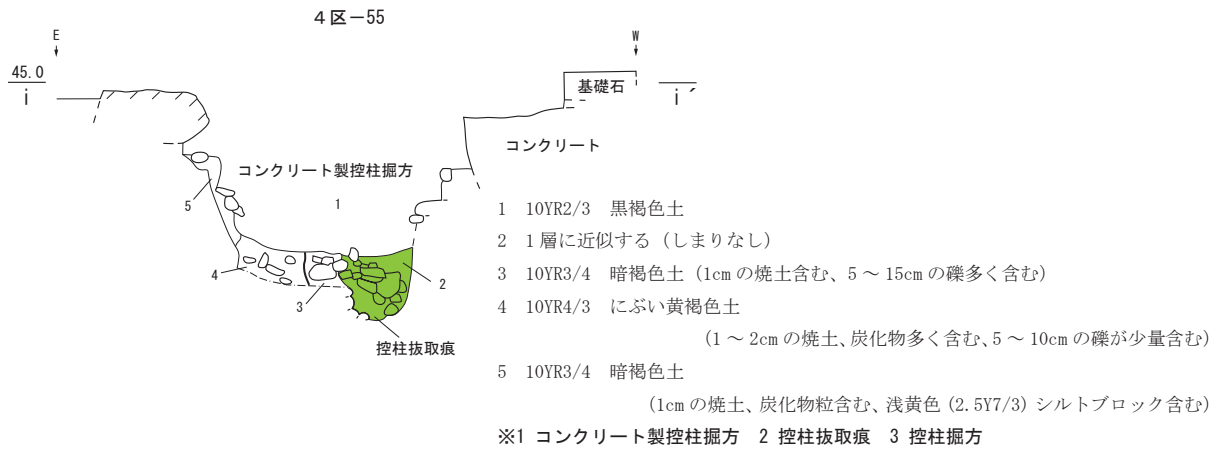 ４区－55
E
W
45.0
i
i´
基礎石
コンクリート
コンクリート製控柱掘方
1
5
4
3
2
控柱抜取痕
1 10YR2/3 黒褐色土
2 1層に近似する（しまりなし）
3 10YR3/4 暗褐色土（1cmの焼土含む、5～15cmの礫多く含む）
4 10YR4/3 にぶい黄褐色土
（1～2cmの焼土、炭化物多く含む、5～10cmの礫が少量含む）
5 10YR3/4 暗褐色土
（1cmの焼土、炭化物粒含む、浅黄色（2.5Y7/3）シルトブロック含む）
※1 コンクリート製控柱掘方 2 控柱抜取痕 3 控柱掘方